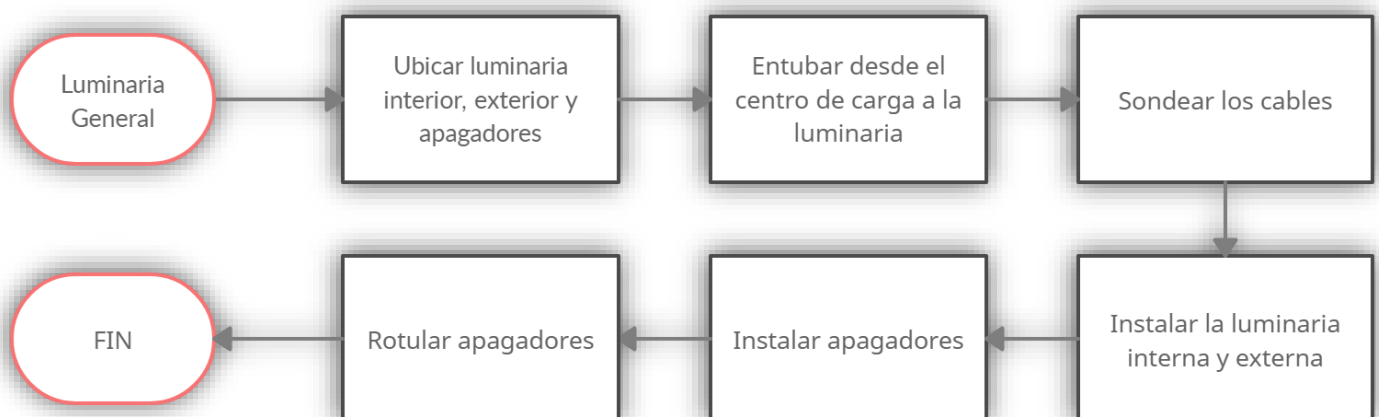 Luminaria
General
Ubicar luminaria
interior, exterior y
apagadores
Entubar desde el
centro de carga a la
luminaria
Sondear los cables
Instalar la luminaria
interna y externa
Instalar apagadores
Rotular apagadores
FIN